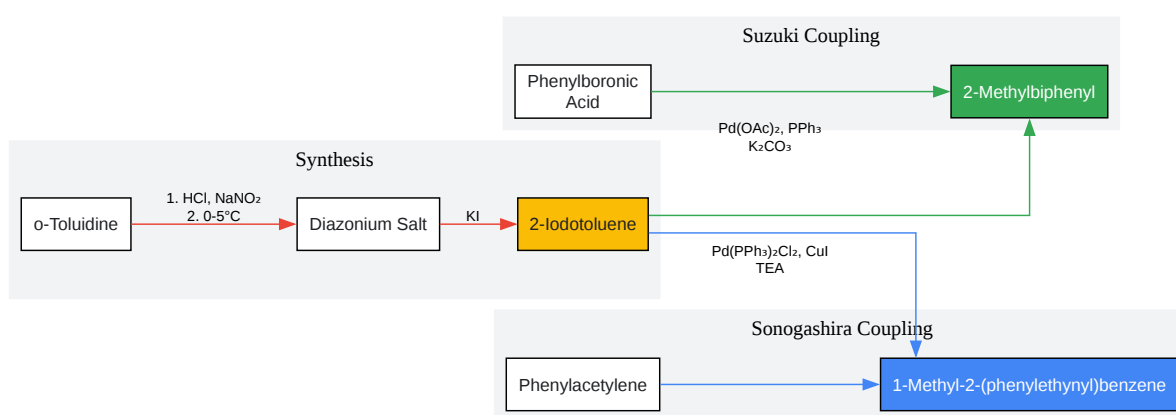 Suzuki Coupling
Phenylboronic
Acid
2-Methylbiphenyl
Pd(OAc)₂, PPh₃
K₂CO₃
Synthesis
1. HCl, NaNO₂
2. 0-5°C
o-Toluidine
Diazonium Salt
KI
2-Iodotoluene
Pd(PPh₃)₂Cl₂, CuI
TEA
Sonogashira Coupling
Phenylacetylene
1-Methyl-2-(phenylethynyl)benzene